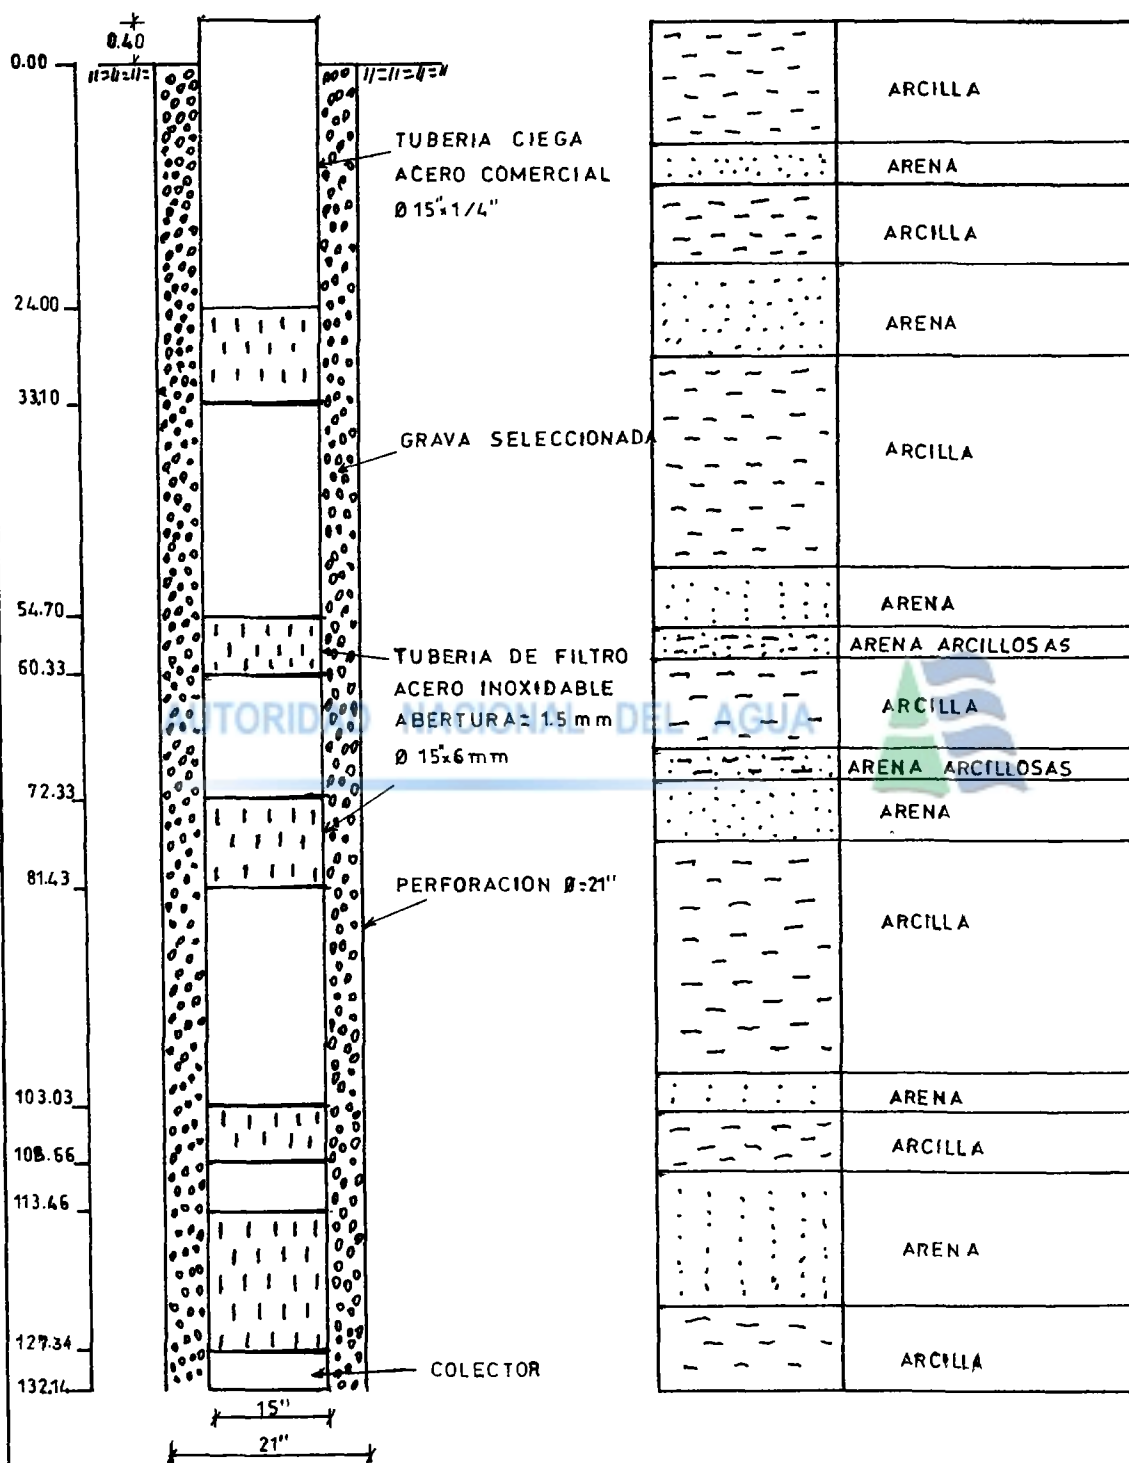 0.40
0.00
24.00
33.10
54.70
60.33
72.33
81.43
103.03
108.66
113.46
127.34
132.14
TUBERIA CIEGA
ACERO COMERCIAL
Ø 15"x1/4"
GRAVA SELECCIONADA
TUBERIA DE FILTRO
ACERO INOXIDABLE
ABERTURA= 1.5 mm
Ø 15"x6mm
PERFORACION Ø=21"
COLECTOR
15"
21"
ARCILLA
ARENA
ARCILLA
ARENA
ARCILLA
ARENA
ARENA ARCILLOSAS
ARCILLA
ARENA ARCILLOSAS
ARENA
ARCILLA
ARENA
ARCILLA
ARENA
ARCILLA
AUTORIDAD NACIONAL DEL AGUA